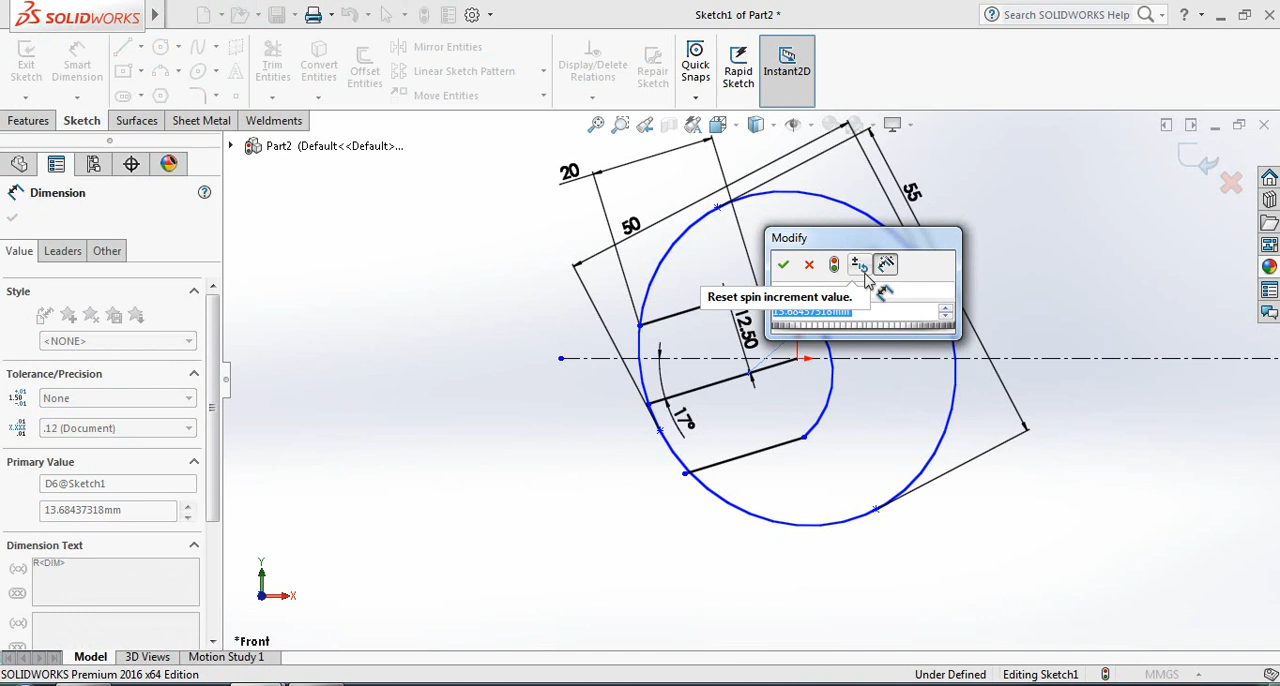 SOLIDWORKS
Sketch1 of Part2 *
Search SOLIDWORKS Help
?
Exit Sketch
Smart Dimension
Trim Entities
Convert Entities
Offset Entities
Mirror Entities
Linear Sketch Pattern
Move Entities
Display/Delete Relations
Repair Sketch
Quick Snaps
Rapid Sketch
Instant2D
Features
Sketch
Surfaces
Sheet Metal
Weldments
Part2 (Default<<Default>...
Dimension
Value
Leaders
Other
Style
<NONE>
Tolerance/Precision
None
.12 (Document)
Primary Value
D6@Sketch1
13.68437318mm
Dimension Text
R<DIM>
20
50
55
12.50
17°
Modify
Reset spin increment value.
13.68437318mm
Y
X
*Front
Model
3D Views
Motion Study 1
SOLIDWORKS Premium 2016 x64 Edition
Under Defined
Editing Sketch1
MMGS